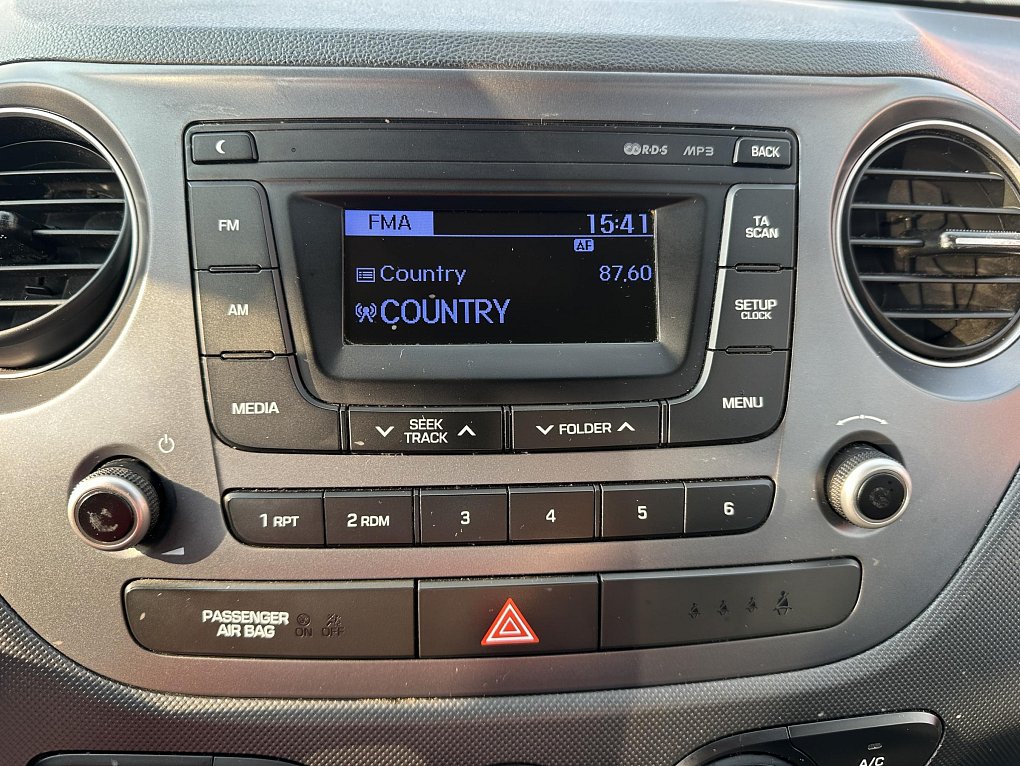 R·D·S MP3 BACK
FM
FMA 15:41
AF
Country 87.60
COUNTRY
TA
SCAN
AM
SETUP
CLOCK
MEDIA
SEEK
TRACK
FOLDER
MENU
1 RPT
2 RDM
3
4
5
6
PASSENGER
AIR BAG
ON OFF
A/C